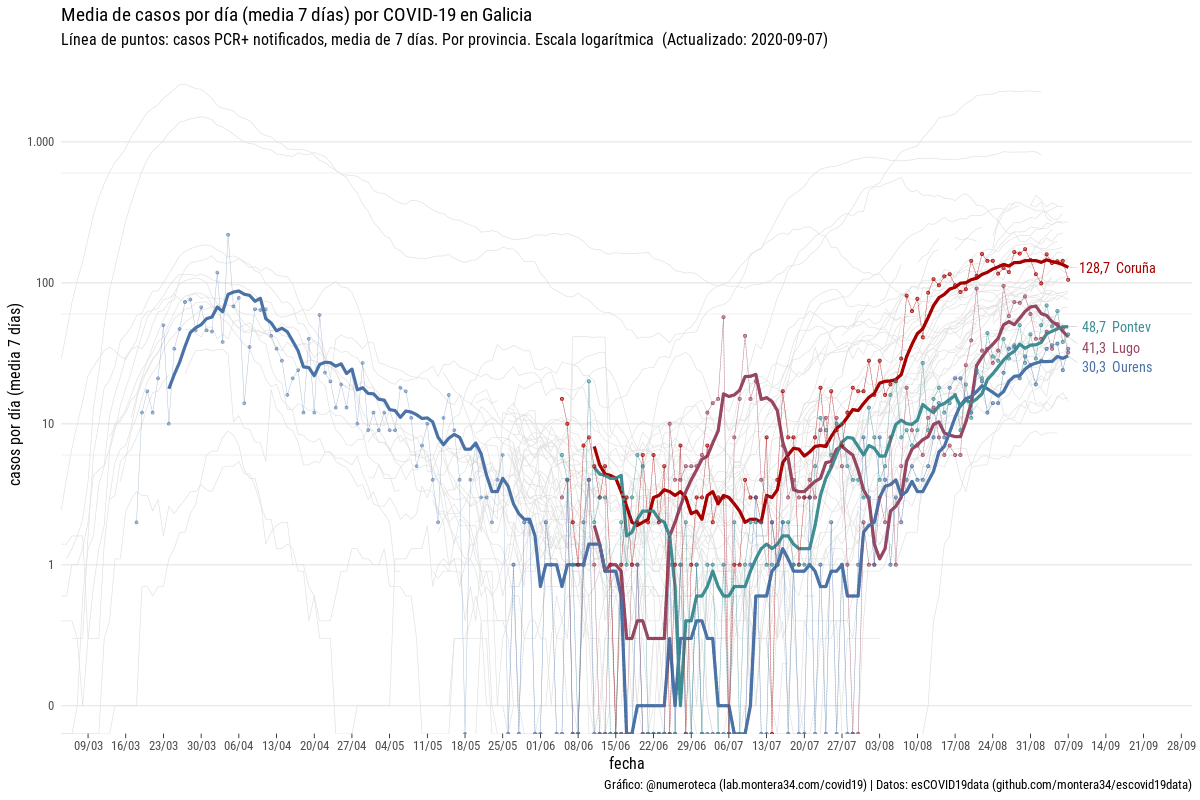 Media de casos por día (media 7 días) por COVID-19 en Galicia
Línea de puntos: casos PCR+ notificados, media de 7 días. Por provincia. Escala logarítmica (Actualizado: 2020-09-07)
casos por día (media 7 días)
1.000
100
10
1
0
128,7 Coruña
48,7 Pontev
41,3 Lugo
30,3 Ourens
09/03 16/03 23/03 30/03 06/04 13/04 20/04 27/04 04/05 11/05 18/05 25/05 01/06 08/06 15/06 22/06 29/06 06/07 13/07 20/07 27/07 03/08 10/08 17/08 24/08 31/08 07/09 14/09 21/09 28/09
fecha
Gráfico: @numeroteca (lab.montera34.com/covid19) | Datos: esCOVID19data (github.com/montera34/escovid19data)